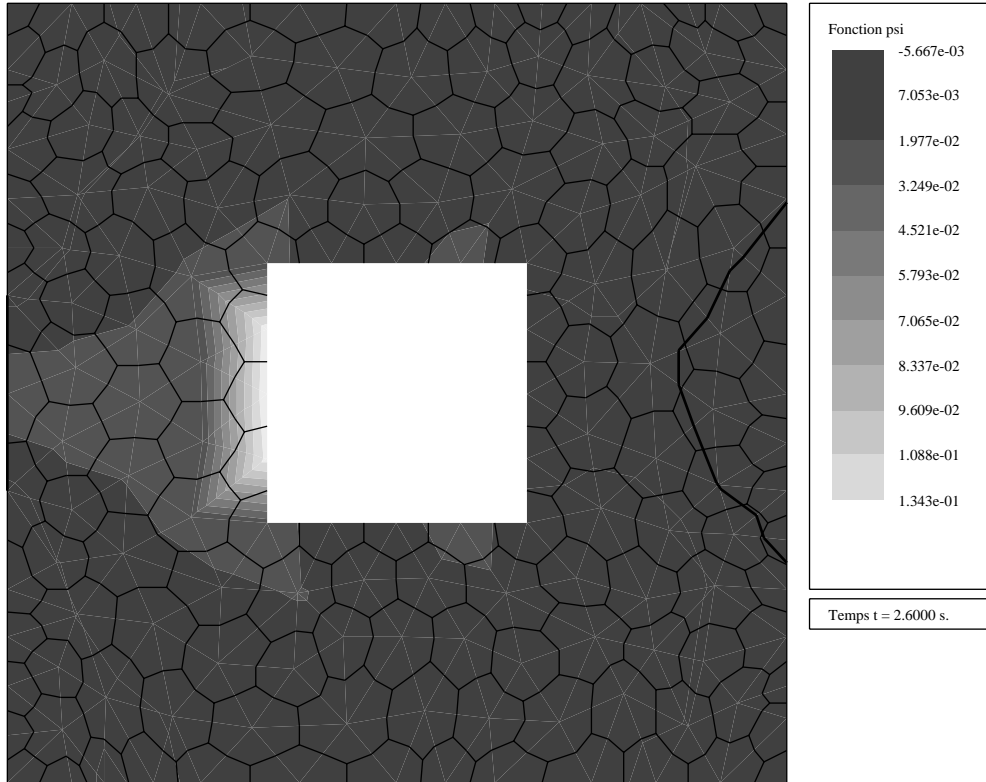 Fonction psi
-5.667e-03
7.053e-03
1.977e-02
3.249e-02
4.521e-02
5.793e-02
7.065e-02
8.337e-02
9.609e-02
1.088e-01
1.343e-01
Temps t = 2.6000 s.